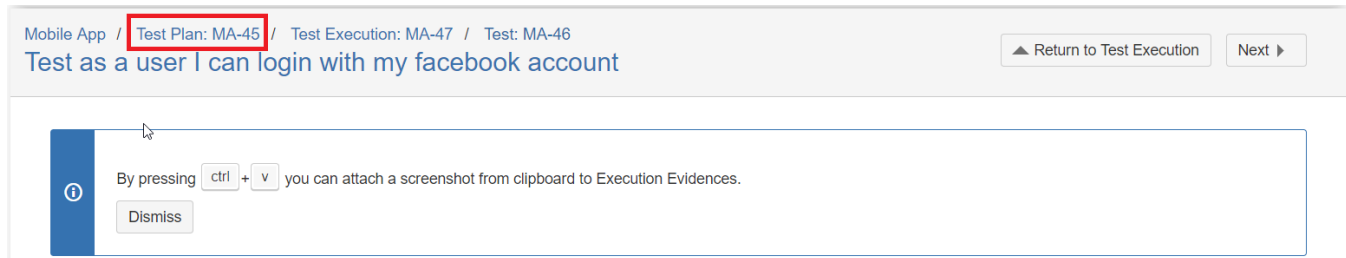 Mobile App / Test Plan: MA-45 / Test Execution: MA-47 / Test: MA-46
Test as a user I can login with my facebook account
Return to Test Execution
Next
By pressing ctrl + v you can attach a screenshot from clipboard to Execution Evidences.
Dismiss